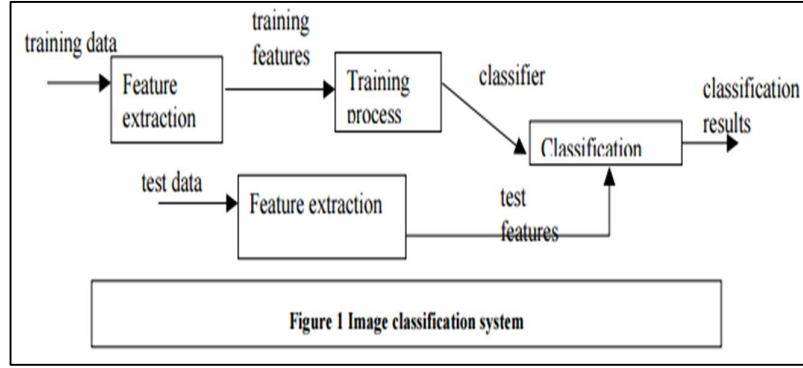 training data
Feature
extraction
training
features
Training
process
classifier
Classification
classification
results
test data
Feature extraction
test
features
Figure 1 Image classification system